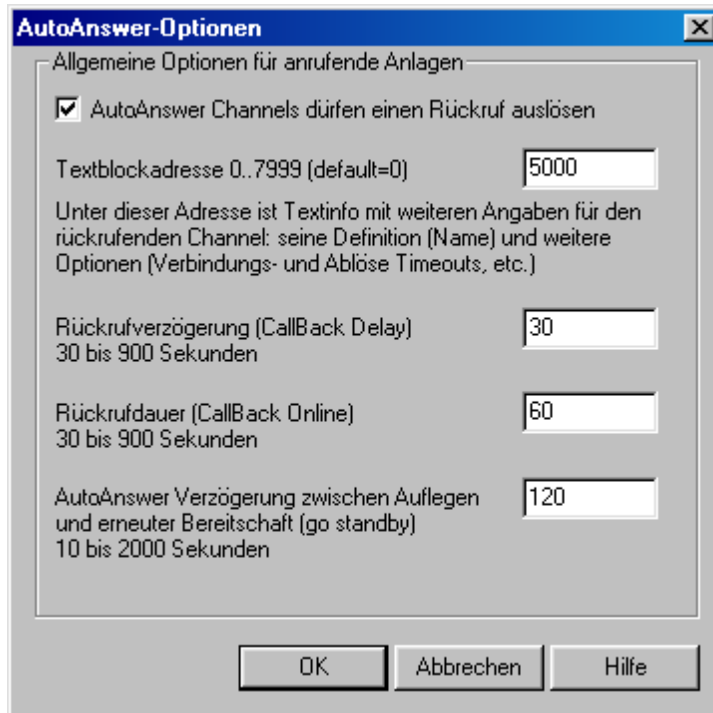 AutoAnswer-Optionen
Allgemeine Optionen für anrufende Anlagen
AutoAnswer Channels dürfen einen Rückruf auslösen
Textblockadresse 0..7999 (default=0)
5000
Unter dieser Adresse ist Textinfo mit weiteren Angaben für den
rückrufenden Channel: seine Definition (Name) und weitere
Optionen (Verbindungs- und Ablöse Timeouts, etc.)
Rückrufverzögerung (CallBack Delay)
30
30 bis 900 Sekunden
Rückrufdauer (CallBack Online)
60
30 bis 900 Sekunden
AutoAnswer Verzögerung zwischen Auflegen
120
und erneuter Bereitschaft (go standby)
10 bis 2000 Sekunden
OK
Abbrechen
Hilfe